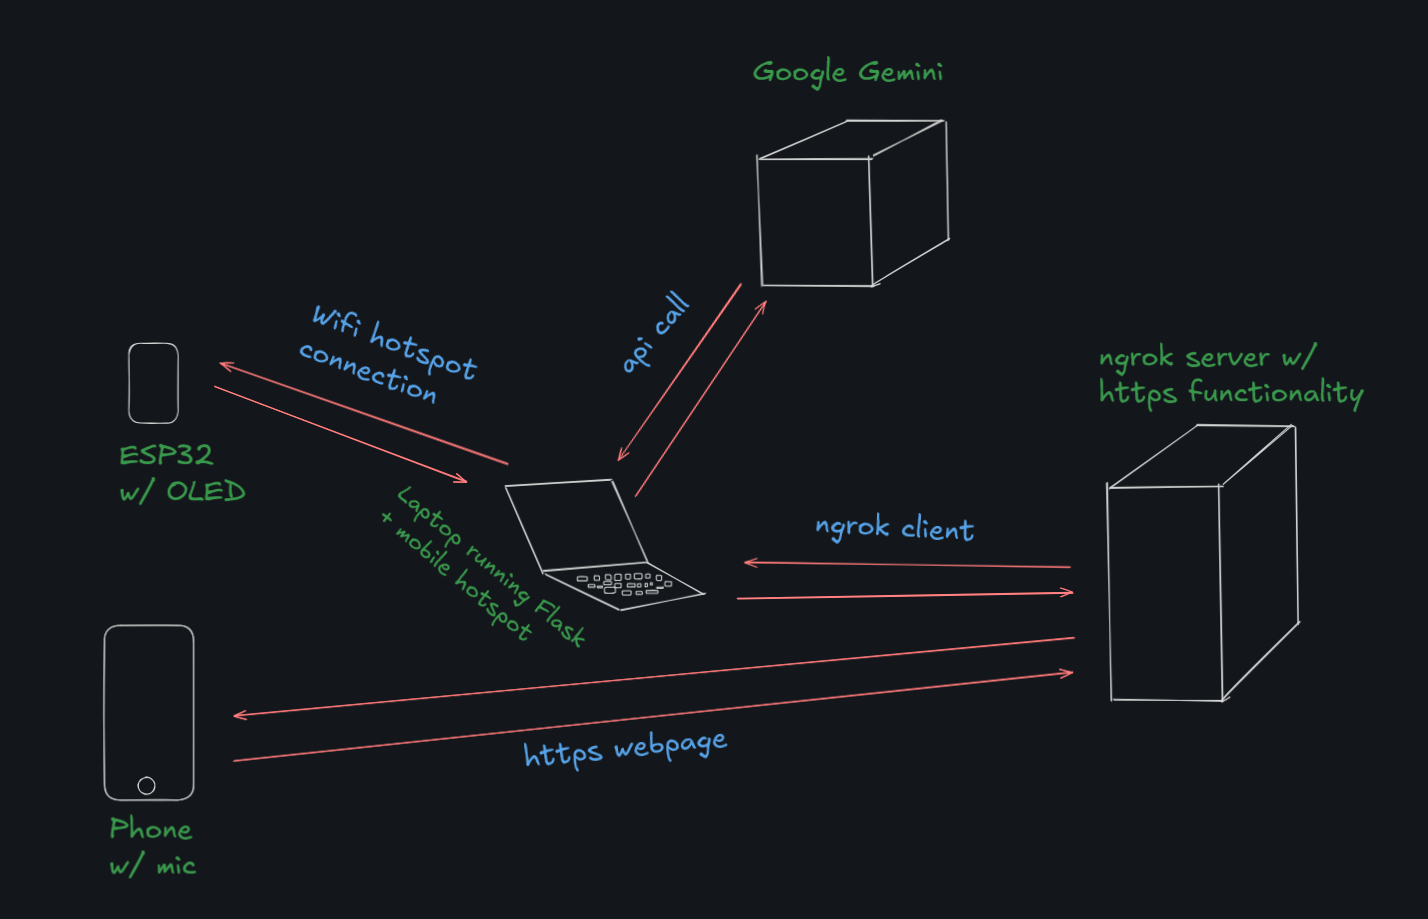 Google Gemini
Wifi hotspot
connection
api call
ngrok server w/
https functionality
ESP32
w/ OLED
Laptop running Flask
+ mobile hotspot
ngrok client
https webpage
Phone
w/ mic